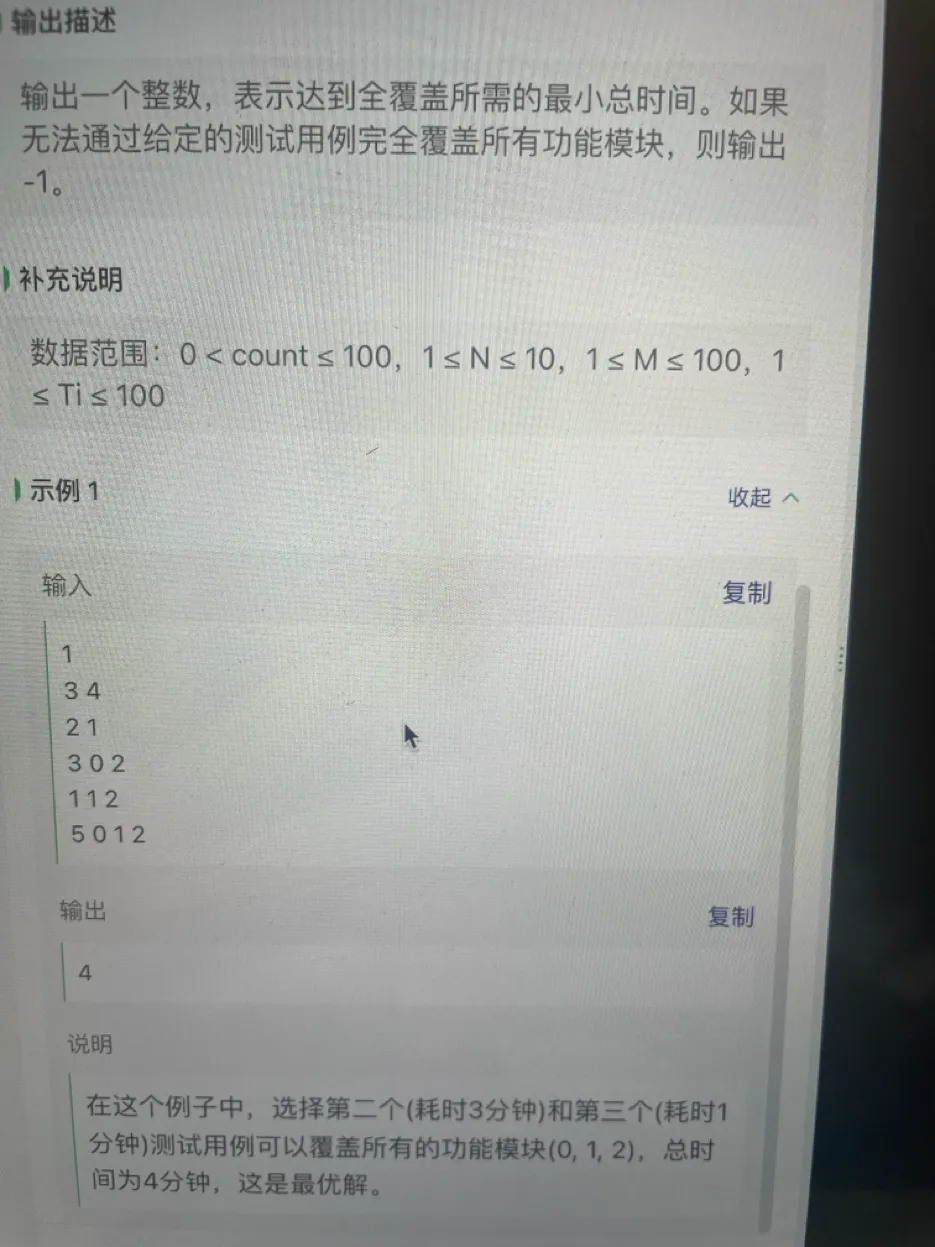 输出描述
输出一个整数，表示达到全覆盖所需的最小总时间。如果
无法通过给定的测试用例完全覆盖所有功能模块，则输出
-1。
补充说明
数据范围：0 < count ≤ 100，1 ≤ N ≤ 10，1 ≤ M ≤ 100，1
≤ Ti ≤ 100
示例 1
收起
输入
复制
1
3 4
2 1
3 0 2
1 1 2
5 0 1 2
输出
复制
4
说明
在这个例子中，选择第二个(耗时3分钟)和第三个(耗时1
分钟)测试用例可以覆盖所有的功能模块(0, 1, 2)，总时
间为4分钟，这是最优解。